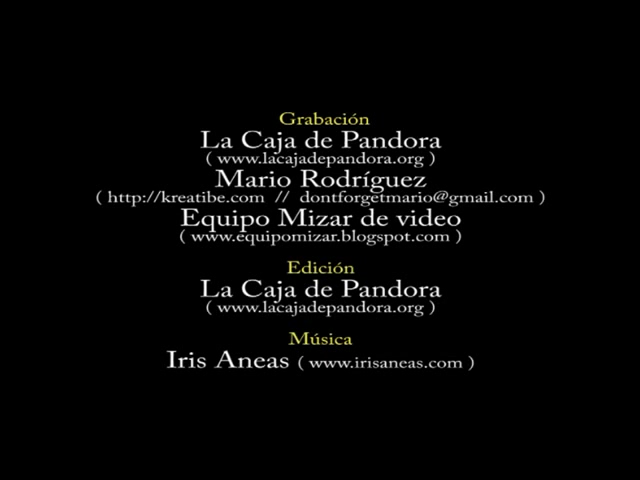 Grabación
La Caja de Pandora
( www.lacajadepandora.org )
Mario Rodríguez
( http://kreatibe.com // dontforgetmario@gmail.com )
Equipo Mizar de video
( www.equipomizar.blogspot.com )
Edición
La Caja de Pandora
( www.lacajadepandora.org )
Música
Iris Aneas ( www.irisaneas.com )